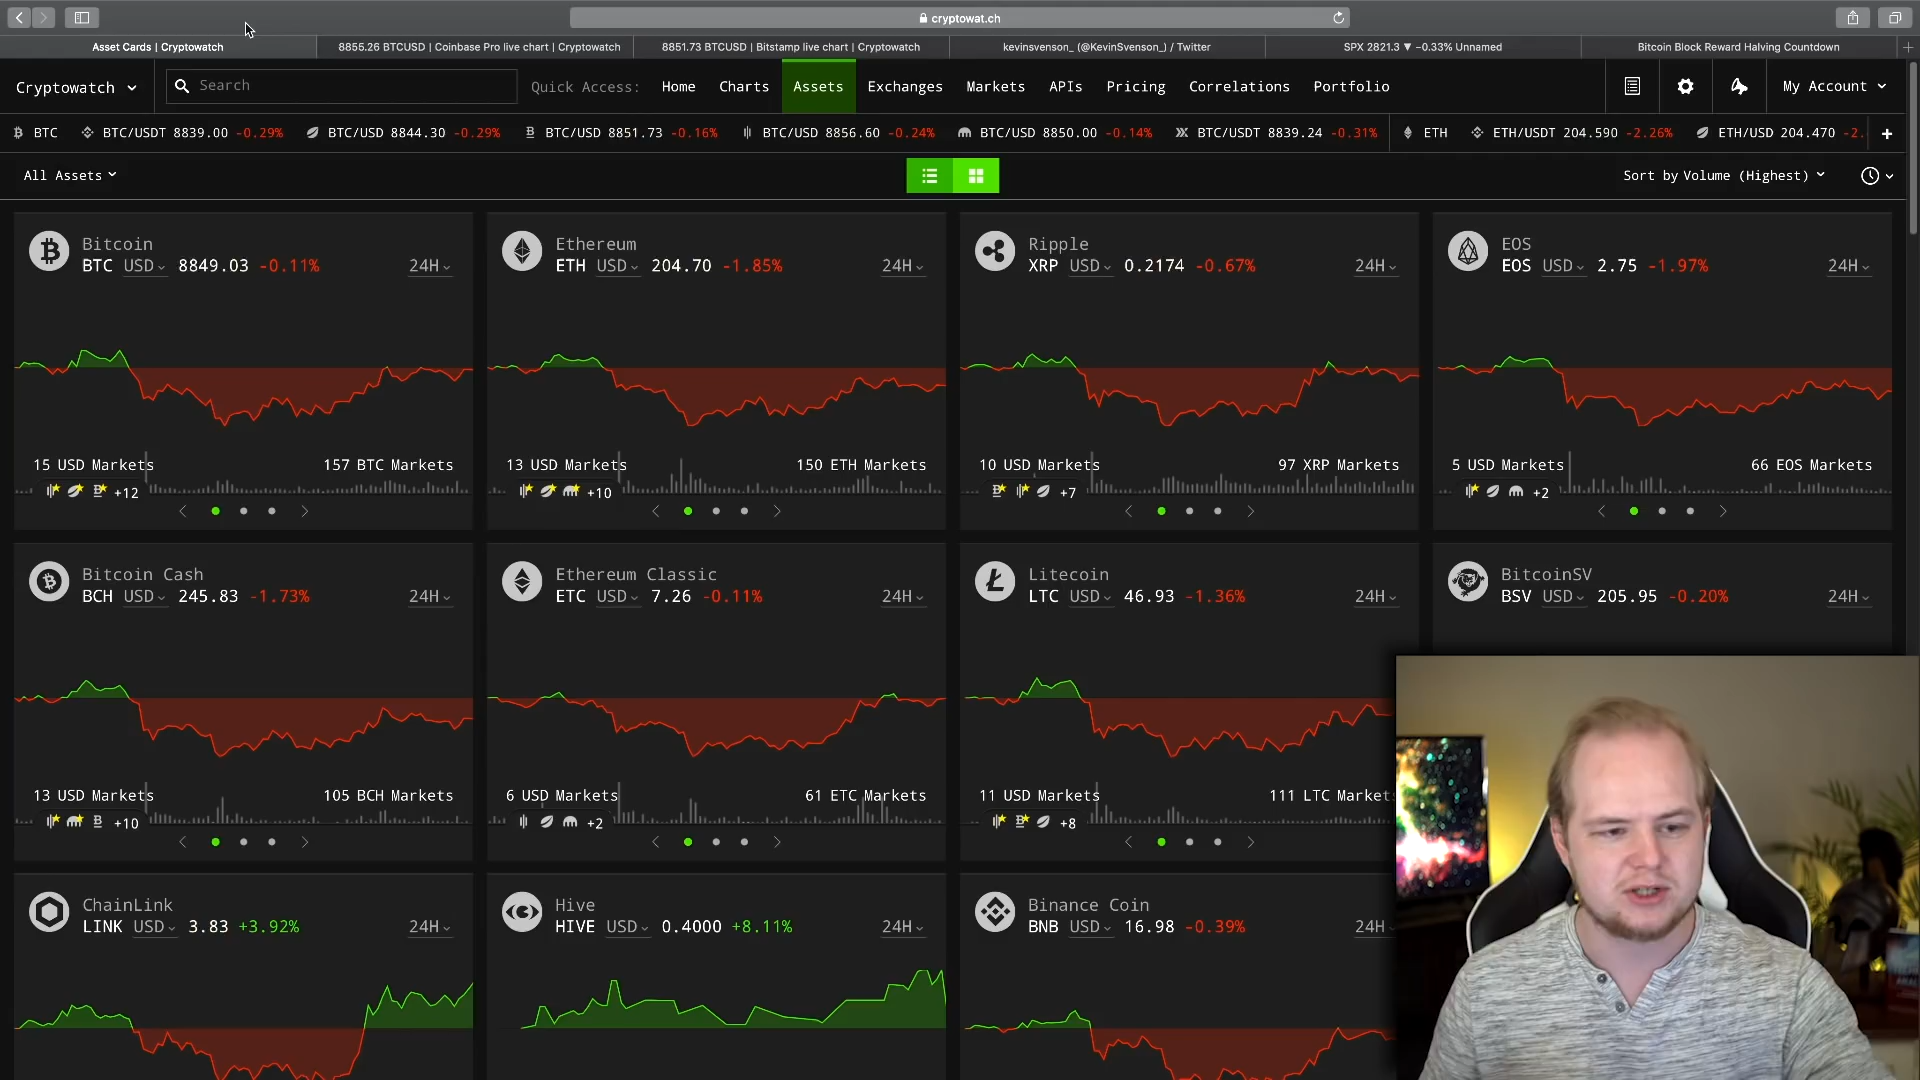 cryptowat.ch
Asset Cards | Cryptowatch
8855.26 BTCUSD | Coinbase Pro live chart | Cryptowatch
8851.73 BTCUSD | Bitstamp live chart | Cryptowatch
kevinsvenson_ (@KevinSvenson_) / Twitter
SPX 2821.3 ▼ −0.33% Unnamed
Bitcoin Block Reward Halving Countdown
Cryptowatch
Search
Quick Access:
Home
Charts
Assets
Exchanges
Markets
APIs
Pricing
Correlations
Portfolio
My Account
BTC
BTC/USDT 8839.00 -0.29%
BTC/USD 8844.30 -0.29%
BTC/USD 8851.73 -0.16%
BTC/USD 8856.60 -0.24%
BTC/USD 8850.00 -0.14%
BTC/USDT 8839.24 -0.31%
ETH
ETH/USDT 204.590 -2.26%
ETH/USD 204.470 -2.
All Assets
Sort by Volume (Highest)
Bitcoin
BTC USD 8849.03 -0.11%
24H
15 USD Markets
157 BTC Markets
+12
Ethereum
ETH USD 204.70 -1.85%
24H
13 USD Markets
150 ETH Markets
+10
Ripple
XRP USD 0.2174 -0.67%
24H
10 USD Markets
97 XRP Markets
+7
EOS
EOS USD 2.75 -1.97%
24H
5 USD Markets
66 EOS Markets
+2
Bitcoin Cash
BCH USD 245.83 -1.73%
24H
13 USD Markets
105 BCH Markets
+10
Ethereum Classic
ETC USD 7.26 -0.11%
24H
6 USD Markets
61 ETC Markets
+2
Litecoin
LTC USD 46.93 -1.36%
24H
11 USD Markets
111 LTC Markets
+8
BitcoinSV
BSV USD 205.95 -0.20%
24H
ChainLink
LINK USD 3.83 +3.92%
24H
Hive
HIVE USD 0.4000 +8.11%
24H
Binance Coin
BNB USD 16.98 -0.39%
24H